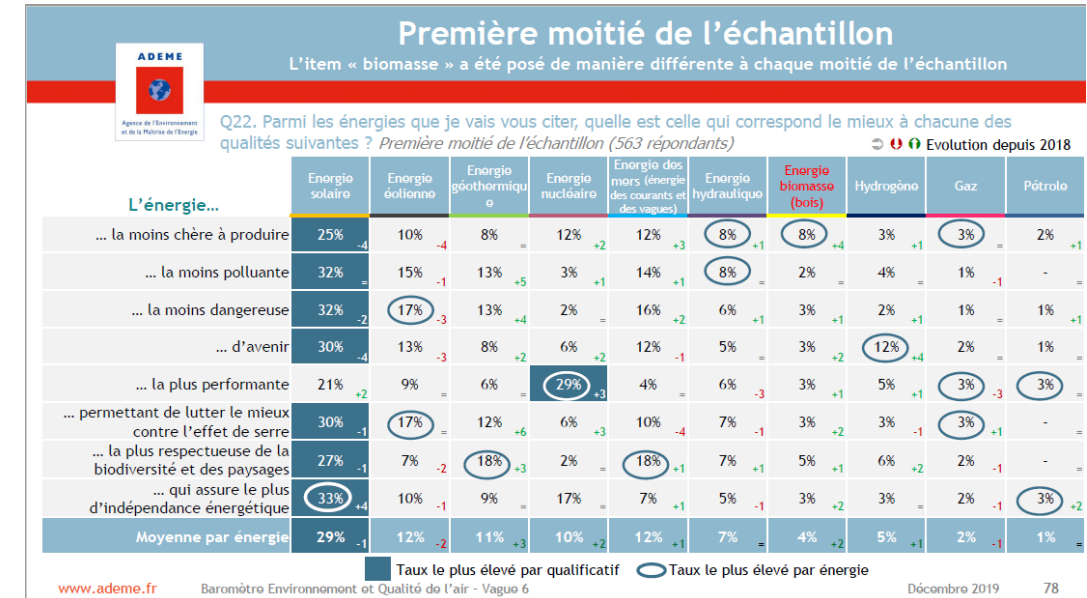 Première moitié de l'échantillon
ADEME
L'item « biomasse » a été posé de manière différente à chaque moitié de l'échantillon
Agence de l'Environnement
et de la Maîtrise de l'Energie
Q22. Parmi les énergies que je vais vous citer, quelle est celle qui correspond le mieux à chacune des
qualités suivantes ? Première moitié de l'échantillon (563 répondants) Evolution depuis 2018
L'énergie…
Energie
solaire
Energie
éolienne
Energie
géothermiqu
e
Energie
nucléaire
Energie des
mers (énergie
des courants et
des vagues)
Energie
hydraulique
Energie
biomasse
(bois)
Hydrogène
Gaz
Pétrole
... la moins chère à produire 25% -4 10% -4 8% = 12% +2 12% +3 8% +1 8% +4 3% +1 3% = 2% +1
... la moins polluante 32% = 15% -1 13% +5 3% +1 14% +1 8% = 2% = 4% = 1% -1 - =
... la moins dangereuse 32% -2 17% -3 13% +4 2% = 16% +2 6% +1 3% +1 2% +1 1% = 1% +1
... d'avenir 30% -4 13% -3 8% +2 6% +2 12% -1 5% = 3% +2 12% +4 2% = 1% =
... la plus performante 21% +2 9% = 6% = 29% +3 4% = 6% -3 3% +1 5% +1 3% -3 3% =
... permettant de lutter le mieux
contre l'effet de serre 30% -1 17% = 12% +6 6% +3 10% -4 7% -1 3% +2 3% -1 3% +1 - =
... la plus respectueuse de la
biodiversité et des paysages 27% -1 7% -2 18% +3 2% = 18% +1 7% +1 5% +1 6% +2 2% -1 - =
... qui assure le plus
d'indépendance énergétique 33% +4 10% -1 9% = 17% = 7% +1 5% -1 3% +2 3% = 2% -1 3% +2
Moyenne par énergie 29% -1 12% -2 11% +3 10% +2 12% +1 7% = 4% +2 5% +1 2% -1 1% =
Taux le plus élevé par qualificatif Taux le plus élevé par énergie
www.ademe.fr Baromètre Environnement et Qualité de l'air - Vague 6 Décembre 2019 78